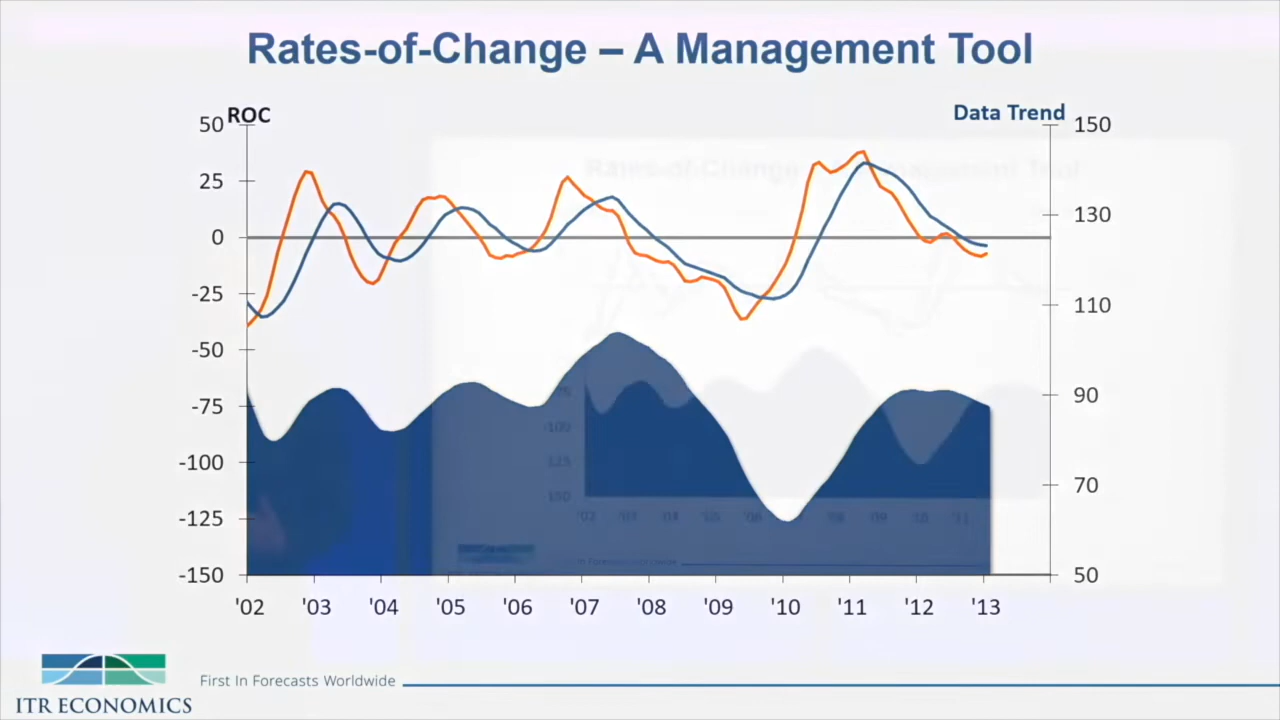 Rates-of-Change – A Management Tool
ROC
Data Trend
50
25
0
-25
-50
-75
-100
-125
-150
150
130
110
90
70
50
'02 '03 '04 '05 '06 '07 '08 '09 '10 '11 '12 '13
First In Forecasts Worldwide
ITR ECONOMICS